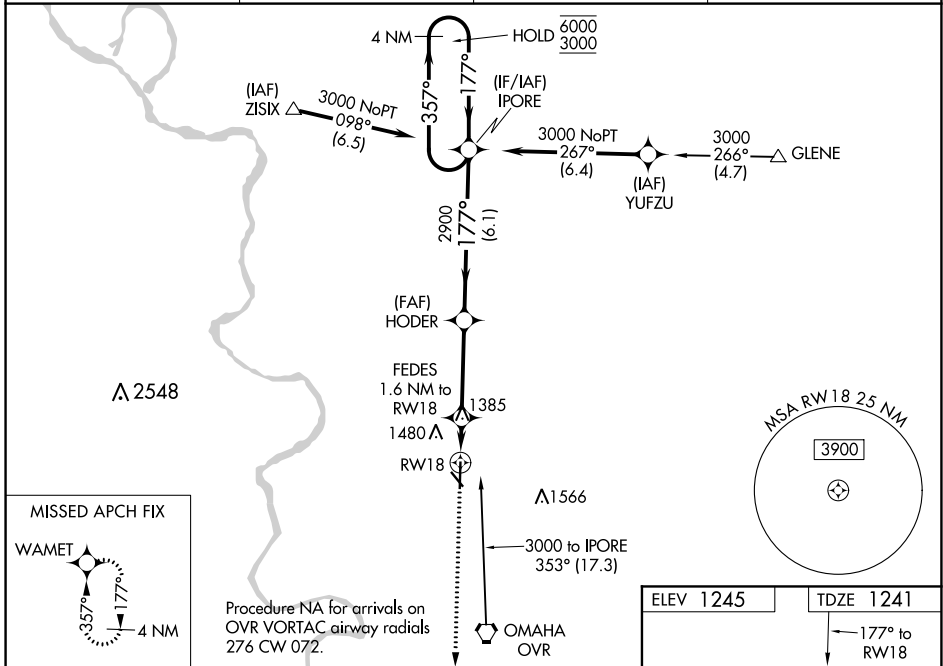 4 NM
HOLD 6000
3000
357°
177°
(IAF)
ZISIX
3000 NoPT
098°
(6.5)
(IF/IAF)
IPORE
3000 NoPT
267°
(6.4)
(IAF)
YUFZU
3000
266°
(4.7)
GLENE
2900
177°
(6.1)
(FAF)
HODER
2548
FEDES
1.6 NM to
RW18
1385
1480
RW18
1566
MSA RW18 25 NM
3900
MISSED APCH FIX
WAMET
357°
177°
4 NM
3000 to IPORE
353° (17.3)
Procedure NA for arrivals on
OVR VORTAC airway radials
276 CW 072.
OMAHA
OVR
ELEV 1245
TDZE 1241
177° to
RW18